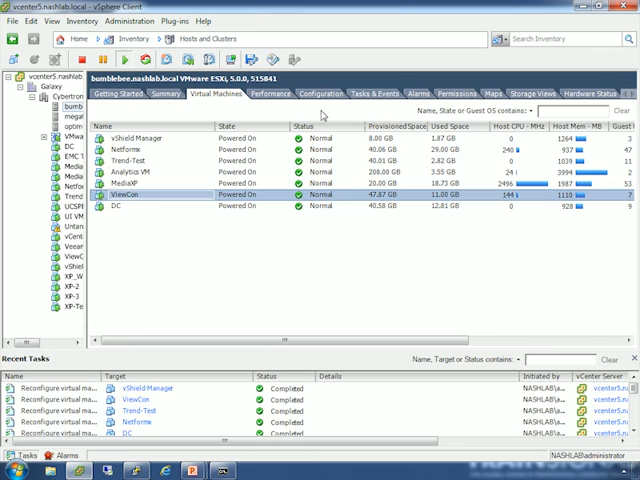 vcenter5.nashlab.local - vSphere Client
File Edit View Inventory Administration Plug-ins Help
Home Inventory Hosts and Clusters Search Inventory
vcenter5.nashlab
Galaxy
Cybertron
bumb
megat
optim
VMwa
DC
EMC T
Media
Media
Netfor
Trend
UCSPE
UI VM
Untan
vCent
Veean
ViewC
vShiel
XP_W
XP-2
XP-3
XP-Te
bumblebee.nashlab.local VMware ESXi, 5.0.0, 515841
Getting Started Summary Virtual Machines Performance Configuration Tasks & Events Alarms Permissions Maps Storage Views Hardware Status
Name, State or Guest OS contains: Clear
Name State Status Provisioned Space Used Space Host CPU - MHz Host Mem - MB Guest
vShield Manager Powered On Normal 8.00 GB 1.87 GB 0 1264 3
Netformx Powered On Normal 40.06 GB 29.00 GB 240 937 47
Trend-Test Powered On Normal 40.01 GB 2.02 GB 0 1039 11
Analytics VM Powered On Normal 208.00 GB 3.55 GB 24 3994 2
MediaXP Powered On Normal 20.00 GB 18.73 GB 2496 1987 53
ViewCon Powered On Normal 47.87 GB 11.00 GB 144 1110 7
DC Powered On Normal 40.58 GB 12.81 GB 0 928 9
Recent Tasks Name, Target or Status contains: Clear
Name Target Status Details Initiated by vCenter Server
Reconfigure virtual ma... vShield Manager Completed NASHLAB\a... vcenter5.n
Reconfigure virtual ma... ViewCon Completed NASHLAB\a... vcenter5.n
Reconfigure virtual ma... Trend-Test Completed NASHLAB\a... vcenter5.n
Reconfigure virtual ma... Netformx Completed NASHLAB\a... vcenter5.n
Reconfigure virtual ma... DC Completed NASHLAB\a... vcenter5.n
Tasks Alarms NASHLAB\administrator